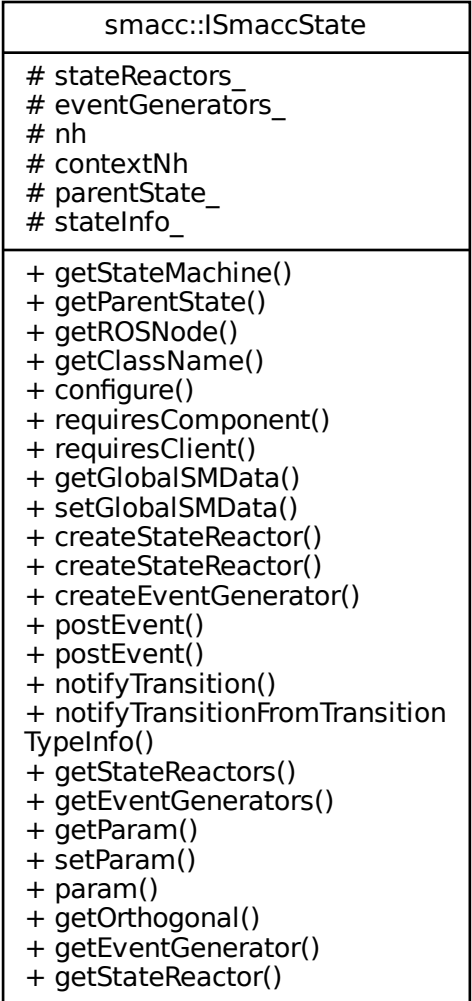 smacc::ISmaccState
# stateReactors_
# eventGenerators_
# nh
# contextNh
# parentState_
# stateInfo_
+ getStateMachine()
+ getParentState()
+ getROSNode()
+ getClassName()
+ configure()
+ requiresComponent()
+ requiresClient()
+ getGlobalSMData()
+ setGlobalSMData()
+ createStateReactor()
+ createStateReactor()
+ createEventGenerator()
+ postEvent()
+ postEvent()
+ notifyTransition()
+ notifyTransitionFromTransition
TypeInfo()
+ getStateReactors()
+ getEventGenerators()
+ getParam()
+ setParam()
+ param()
+ getOrthogonal()
+ getEventGenerator()
+ getStateReactor()